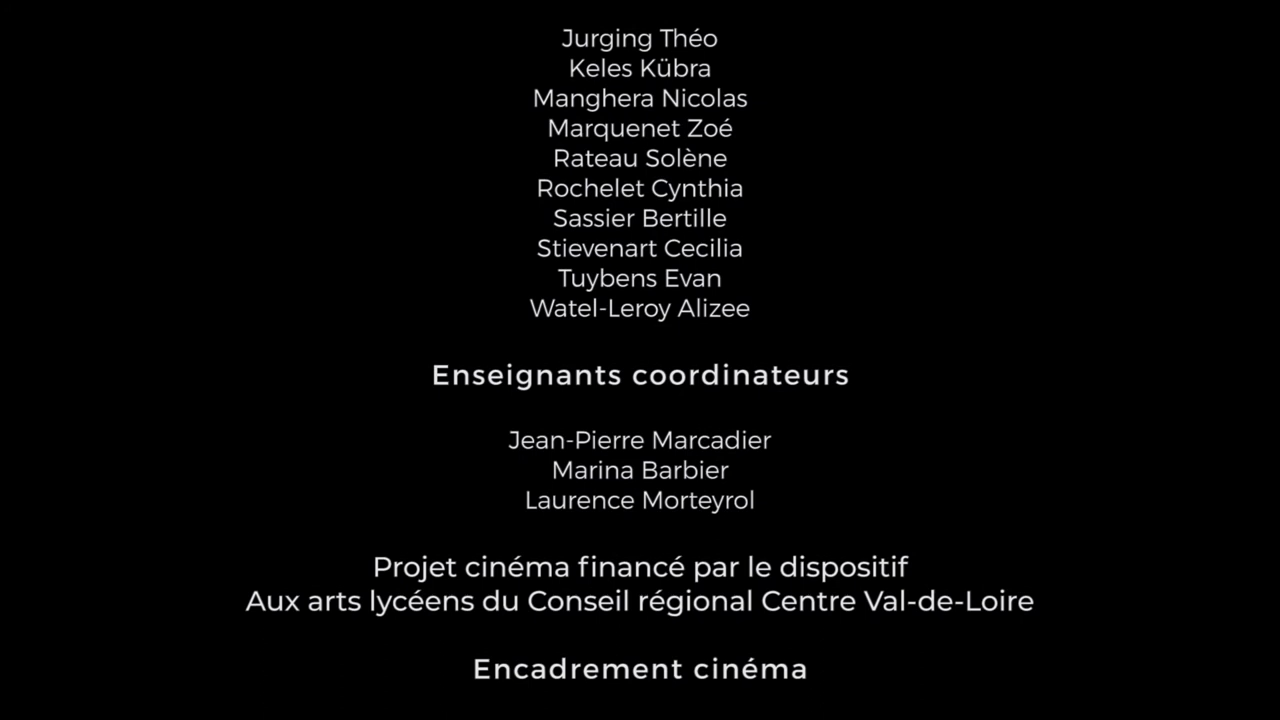 Jurging Théo
Keles Kübra
Manghera Nicolas
Marquenet Zoé
Rateau Solène
Rochelet Cynthia
Sassier Bertille
Stievenart Cecilia
Tuybens Evan
Watel-Leroy Alizee
Enseignants coordinateurs
Jean-Pierre Marcadier
Marina Barbier
Laurence Morteyrol
Projet cinéma financé par le dispositif
Aux arts lycéens du Conseil régional Centre Val-de-Loire
Encadrement cinéma